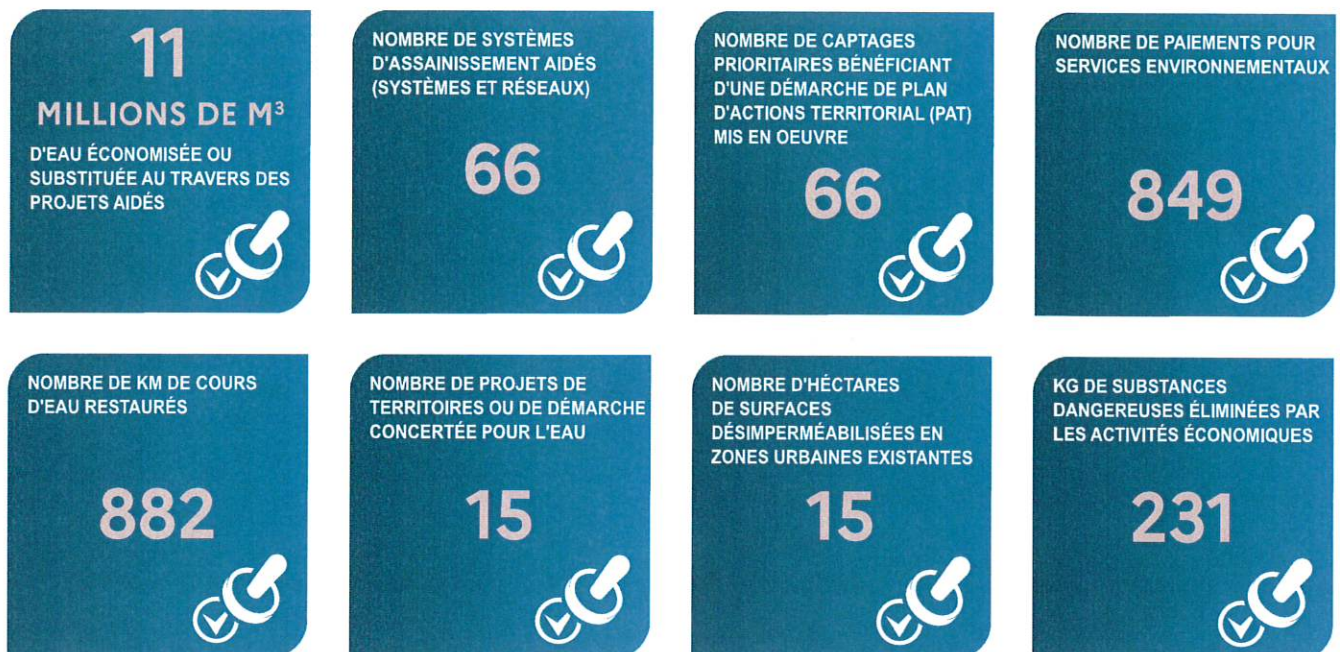 11
MILLIONS DE M³
D'EAU ÉCONOMISÉE OU
SUBSTITUÉE AU TRAVERS DES
PROJETS AIDÉS
NOMBRE DE SYSTÈMES
D'ASSAINISSEMENT AIDÉS
(SYSTÈMES ET RÉSEAUX)
66
NOMBRE DE CAPTAGES
PRIORITAIRES BÉNÉFICIANT
D'UNE DÉMARCHE DE PLAN
D'ACTIONS TERRITORIAL (PAT)
MIS EN OEUVRE
66
NOMBRE DE PAIEMENTS POUR
SERVICES ENVIRONNEMENTAUX
849
NOMBRE DE KM DE COURS
D'EAU RESTAURÉS
882
NOMBRE DE PROJETS DE
TERRITOIRES OU DE DÉMARCHE
CONCERTÉE POUR L'EAU
15
NOMBRE D'HÉCTARES
DE SURFACES
DÉSIMPERMÉABILISÉES EN
ZONES URBAINES EXISTANTES
15
KG DE SUBSTANCES
DANGEREUSES ÉLIMINÉES PAR
LES ACTIVITÉS ÉCONOMIQUES
231